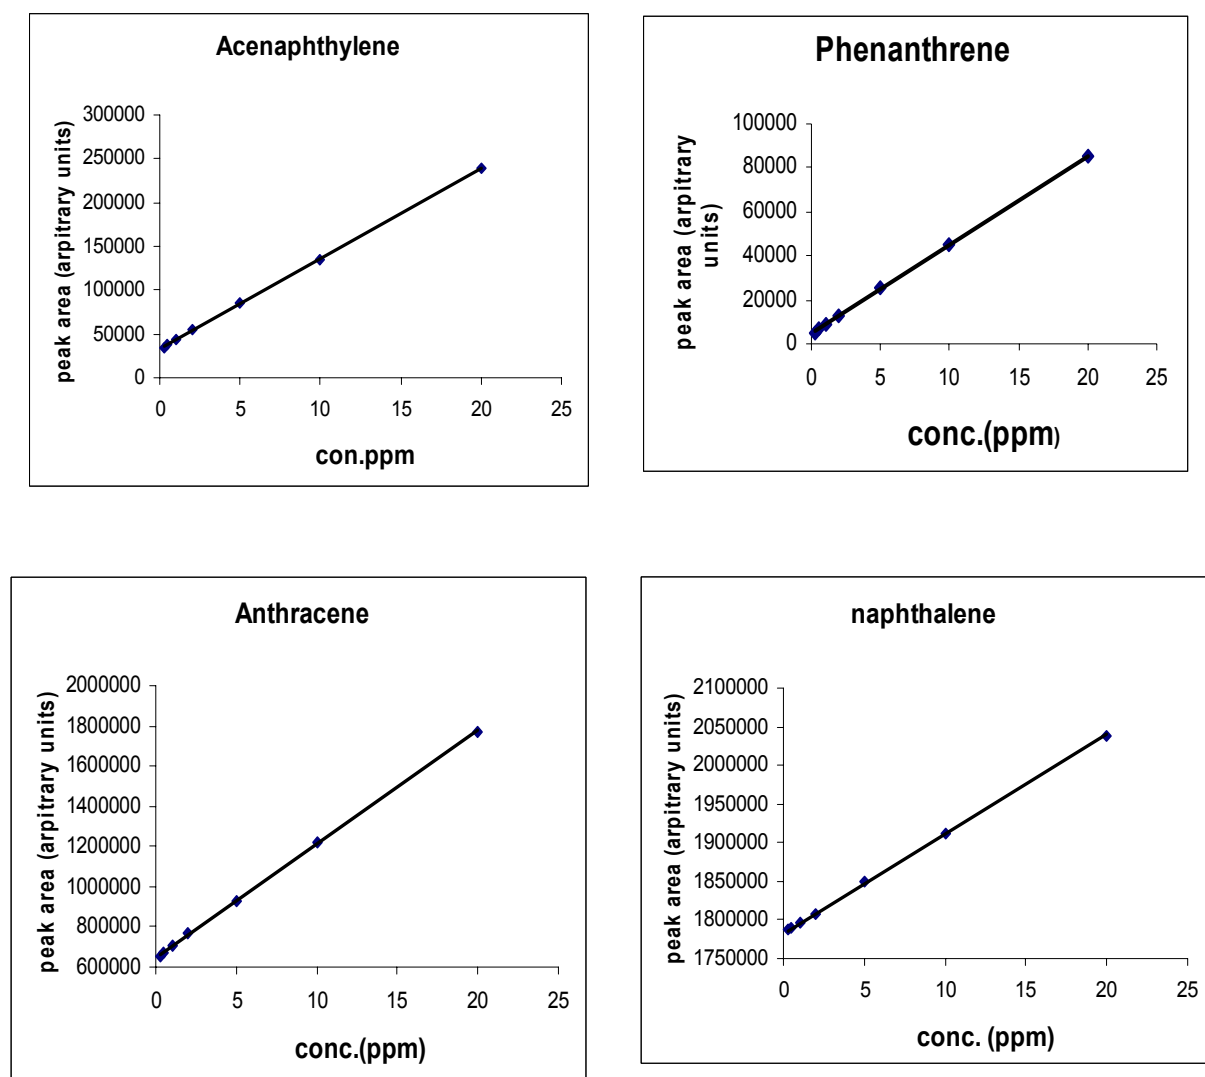 Acenaphthylene
peak area (arpitrary units)
300000
250000
200000
150000
100000
50000
0
0 5 10 15 20 25
con.ppm
Phenanthrene
peak area (arpitrary
units)
100000
80000
60000
40000
20000
0
0 5 10 15 20 25
conc.(ppm)
Anthracene
peak area (arpitrary units)
2000000
1800000
1600000
1400000
1200000
1000000
800000
600000
0 5 10 15 20 25
conc.(ppm)
naphthalene
peak area (arpitrary units)
2100000
2050000
2000000
1950000
1900000
1850000
1800000
1750000
0 5 10 15 20 25
conc. (ppm)